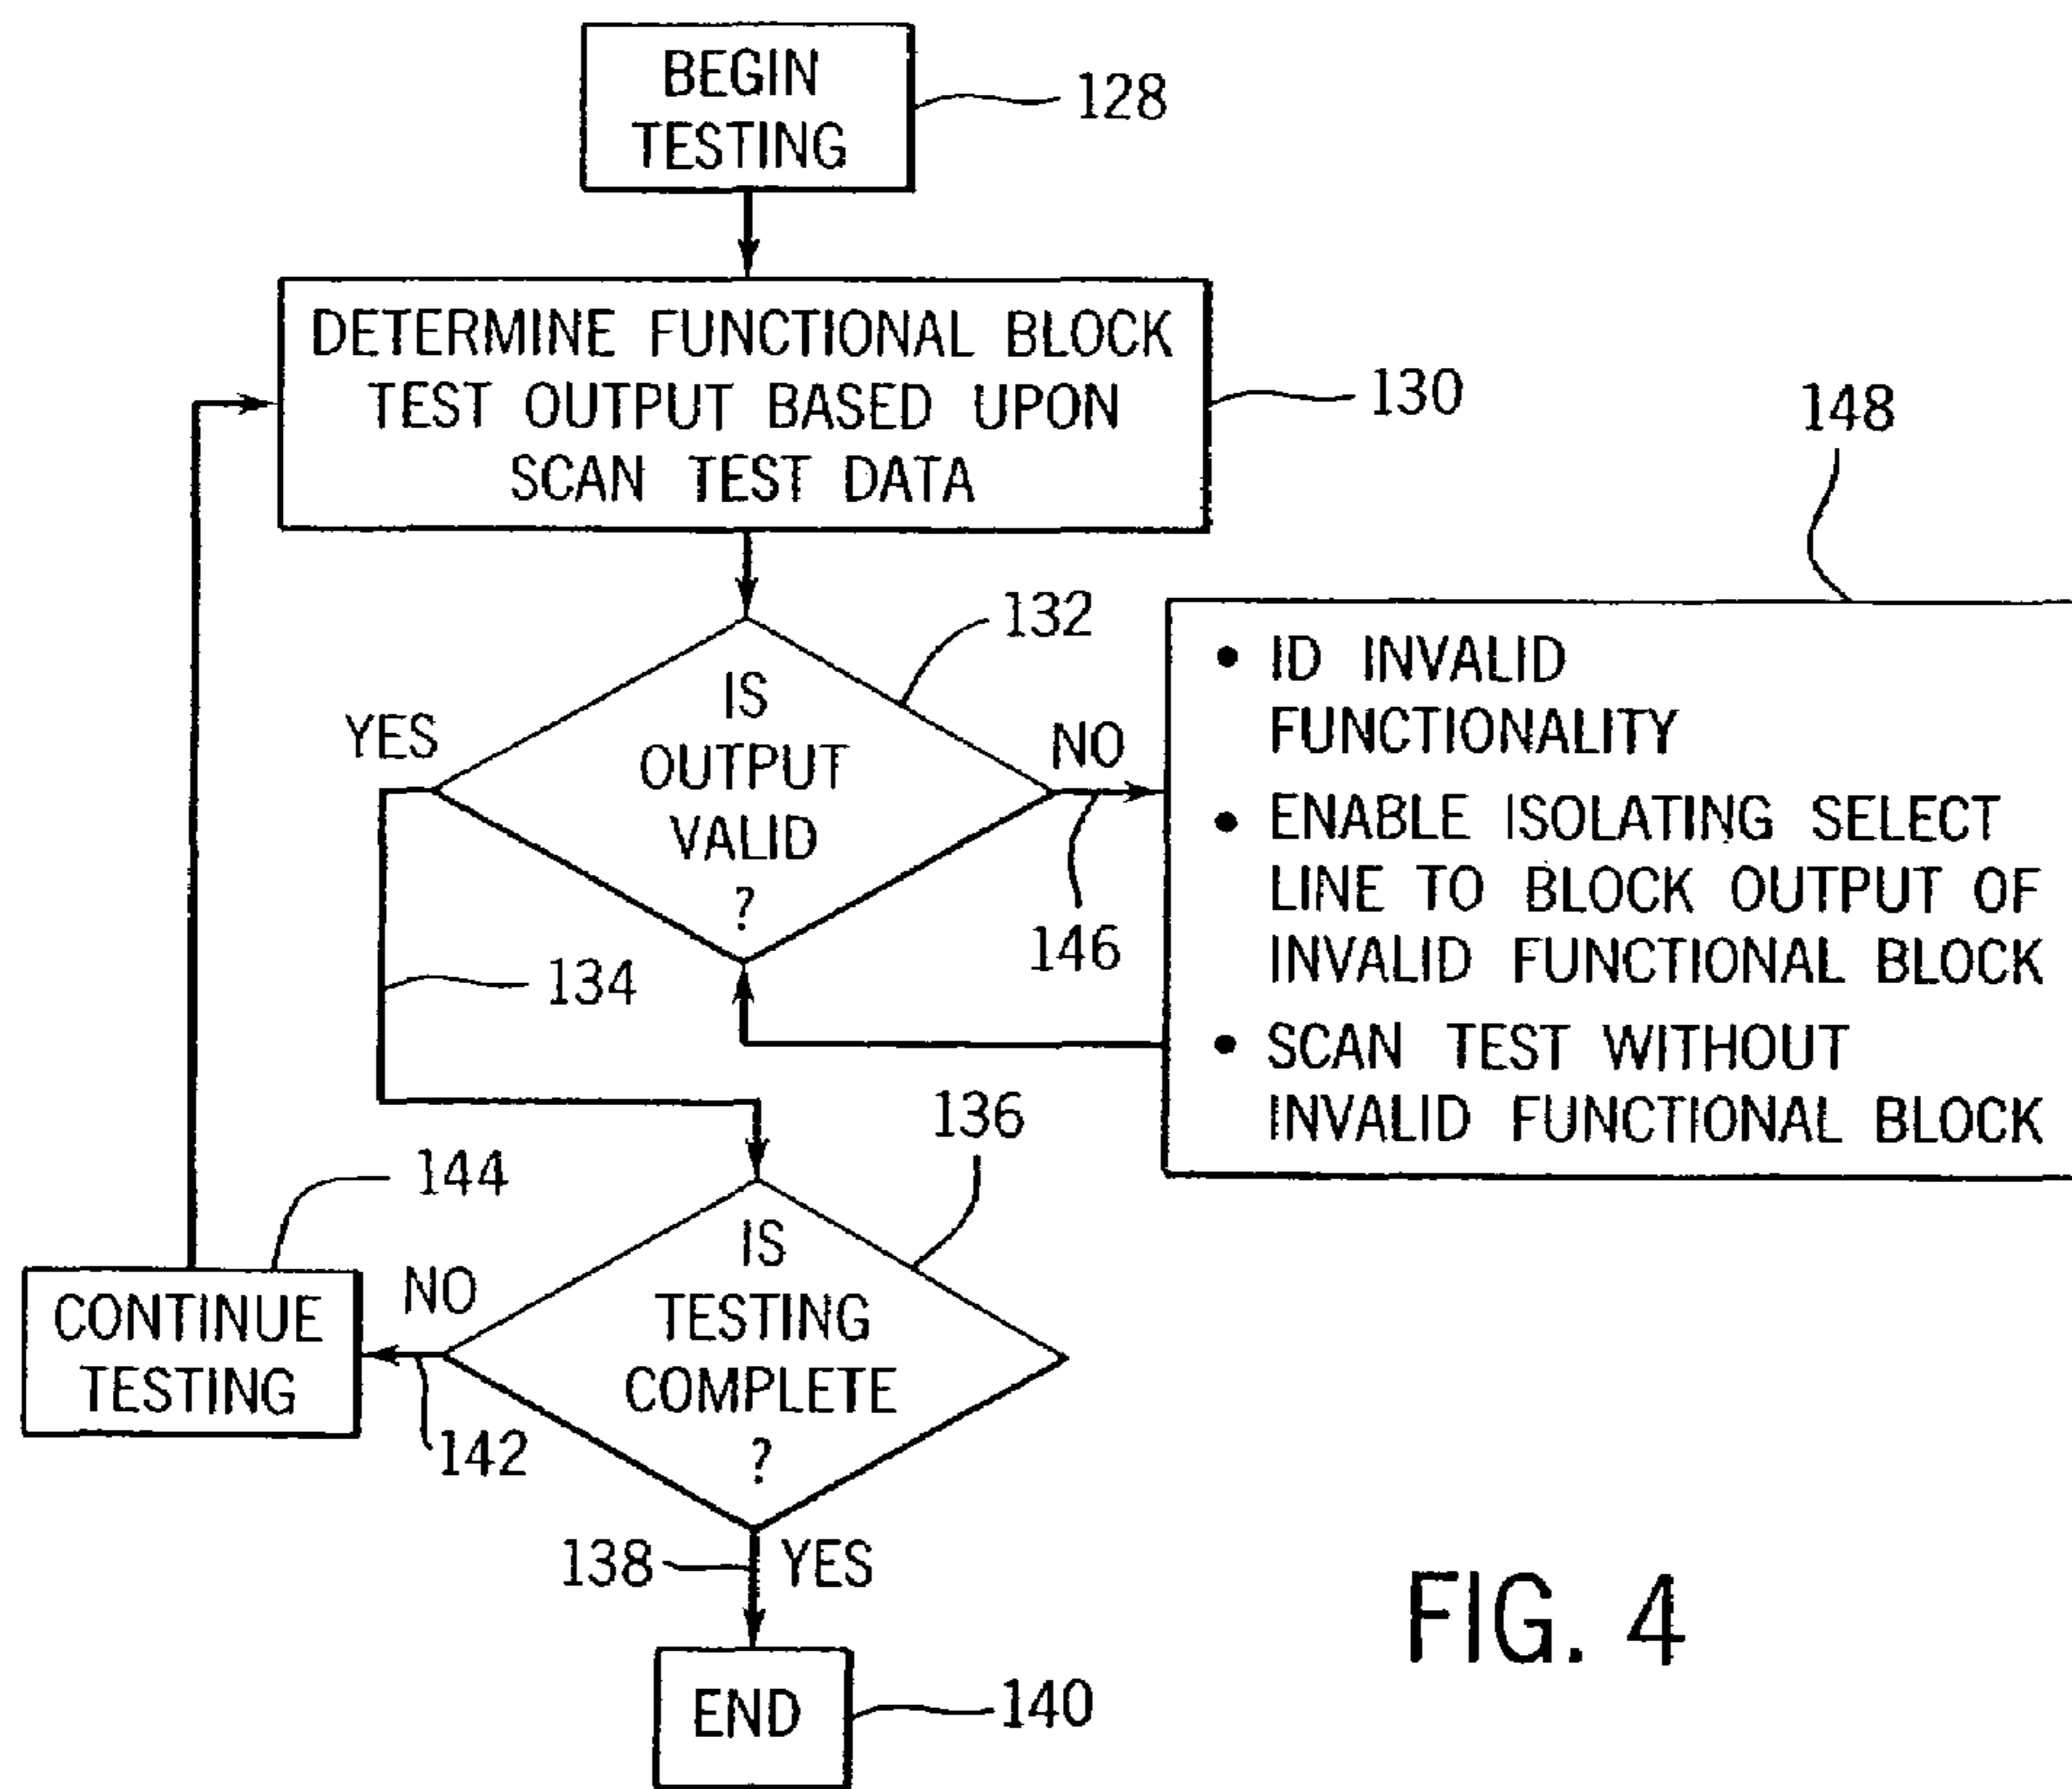 BEGIN
TESTING
128
DETERMINE FUNCTIONAL BLOCK
TEST OUTPUT BASED UPON
SCAN TEST DATA
130
148
132
IS
OUTPUT
VALID
?
YES
NO
146
134
• ID INVALID
FUNCTIONALITY
• ENABLE ISOLATING SELECT
LINE TO BLOCK OUTPUT OF
INVALID FUNCTIONAL BLOCK
• SCAN TEST WITHOUT
INVALID FUNCTIONAL BLOCK
136
144
IS
TESTING
COMPLETE
?
NO
CONTINUE
TESTING
142
138
YES
END
140
FIG. 4